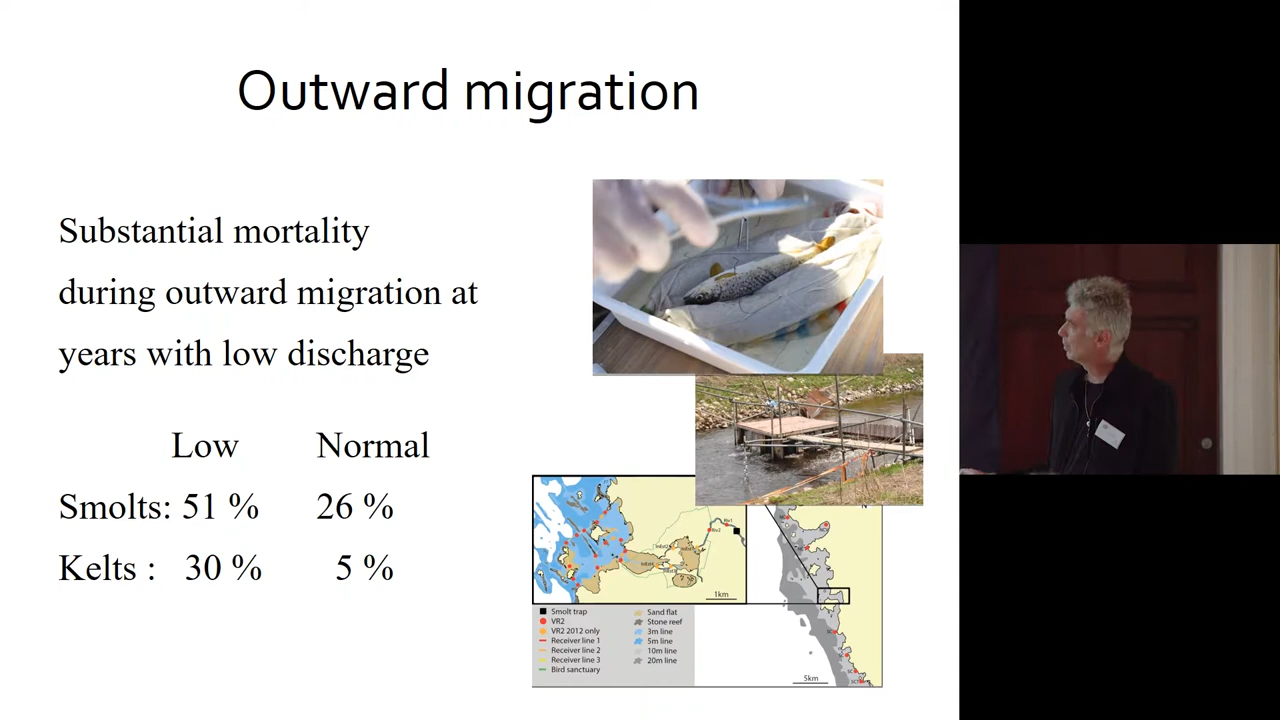 Outward migration
Substantial mortality
during outward migration at
years with low discharge
Low Normal
Smolts: 51 % 26 %
Kelts : 30 % 5 %
Riv1
Riv2
1km
Smolt trap
VR2
VR2 2012 only
Receiver line 1
Receiver line 2
Receiver line 3
Bird sanctuary
Sand flat
Stone reef
3m line
5m line
10m line
20m line
5km